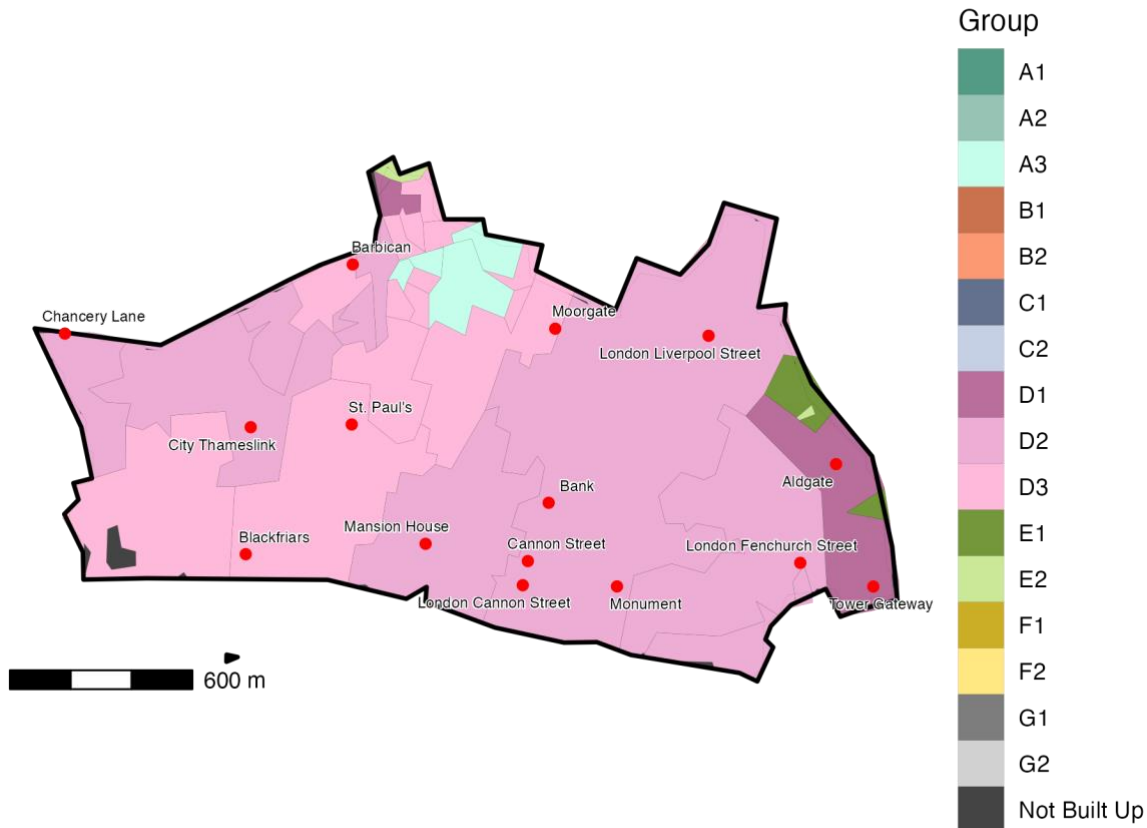 Group
A1
A2
A3
B1
B2
C1
C2
D1
D2
D3
E1
E2
F1
F2
G1
G2
Not Built Up
Barbican
Chancery Lane
Moorgate
London Liverpool Street
St. Paul's
City Thameslink
Aldgate
Bank
Mansion House
Blackfriars
Cannon Street
London Fenchurch Street
London Cannon Street
Monument
Tower Gateway
600 m